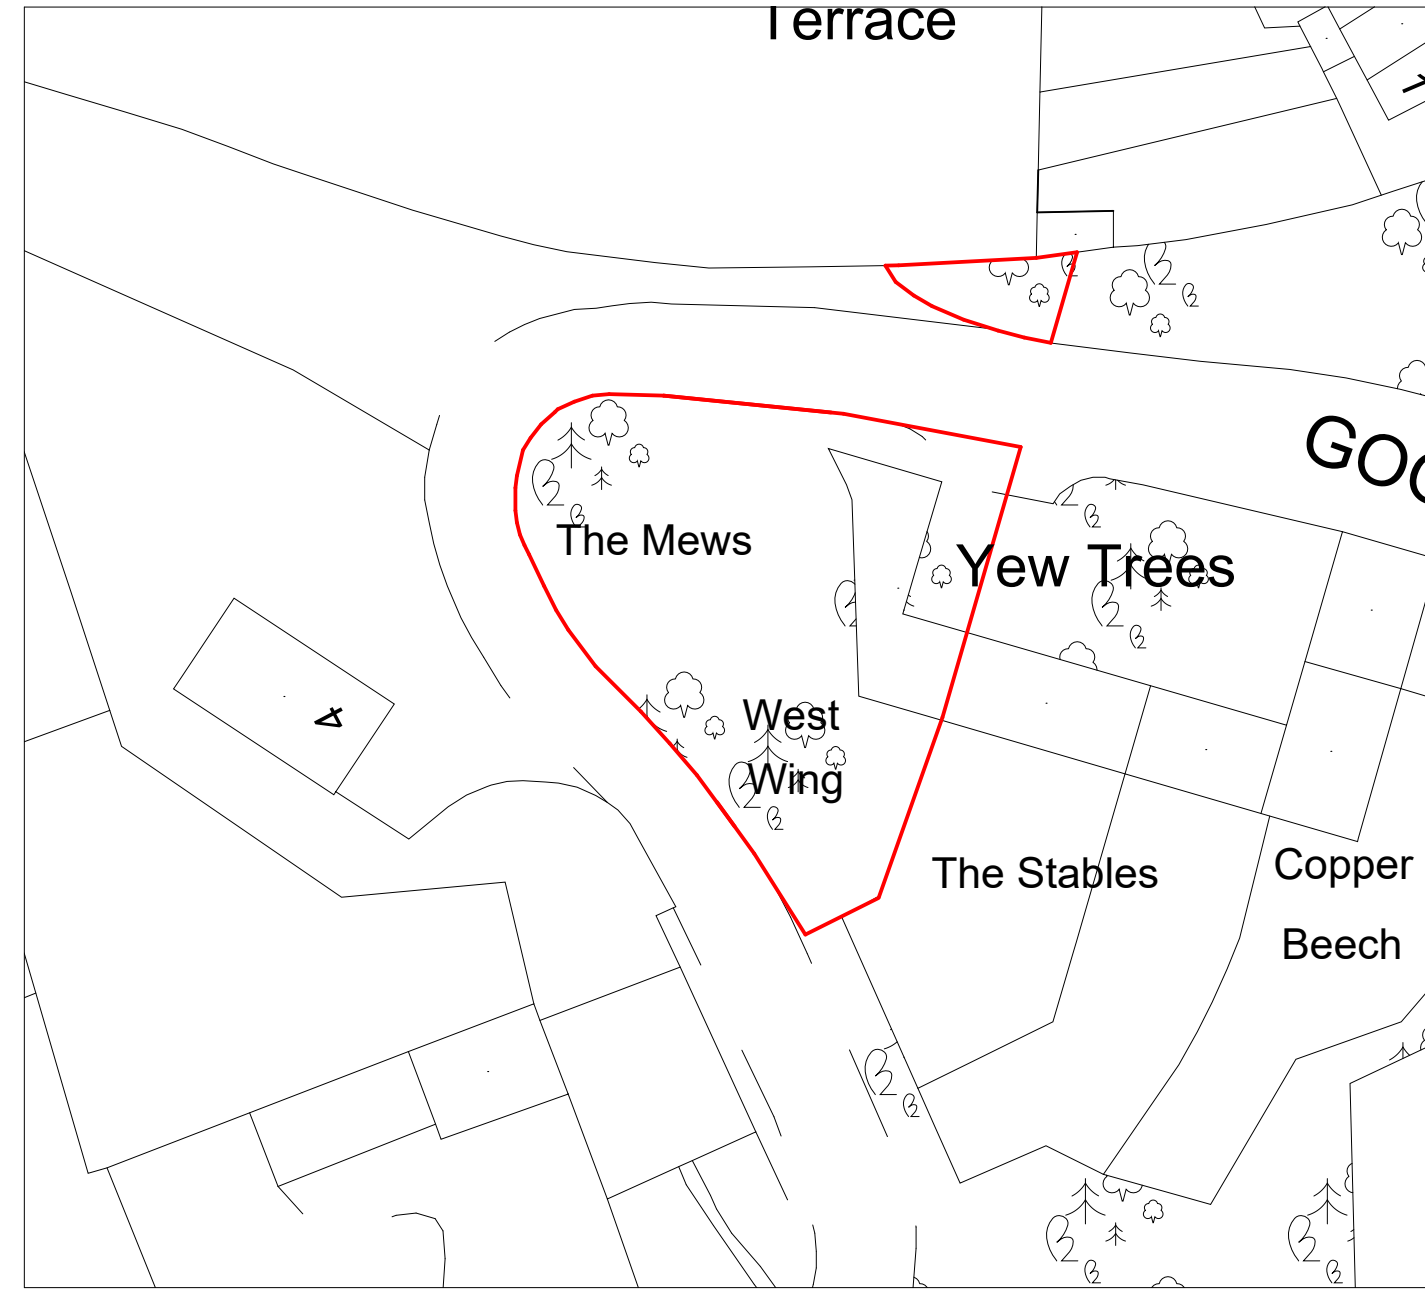 Terrace
GOO
The Mews
Yew Trees
West
Wing
4
The Stables
Copper
Beech